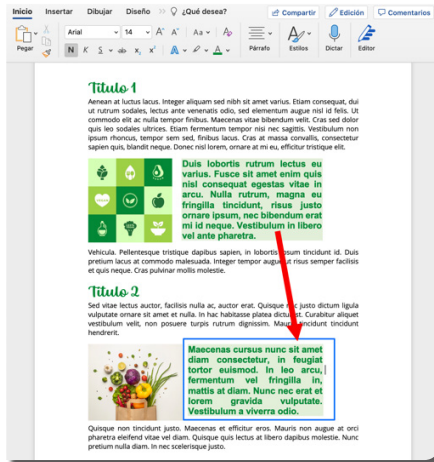 Inicio Insertar Dibujar Diseño >> ¿Qué desea? Compartir Edición Comentarios
Arial 14 A A Aa A
Pegar N K S ab x, x² A A Párrafo Estilos Dictar Editor
Título 1
Aenean at luctus lacus. Integer aliquam sed nibh sit amet varius. Etiam consequat, dui
ut rutrum sodales, lectus ante venenatis odio, sed elementum augue nisl id felis. Ut
commodo elit ac nulla tempor finibus. Maecenas vitae bibendum velit. Cras sed dolor
quis leo sodales ultrices. Etiam fermentum tempor nisi nec sagittis. Vestibulum non
ipsum rhoncus, tempor sem sed, finibus lacus. Cras at massa convallis, consectetur
sapien quis, blandit neque. Donec nisl lorem, ornare at mi eu, efficitur tristique elit.
Duis lobortis rutrum lectus eu
varius. Fusce sit amet enim quis
nisl consequat egestas vitae in
arcu. Nulla rutrum, magna eu
fringilla tincidunt, risus justo
ornare ipsum, nec bibendum erat
mi id neque. Vestibulum in libero
vel ante pharetra.
Vehicula. Pellentesque tristique dapibus sapien, in lobortis ipsum tincidunt id. Duis
pretium lacus at commodo malesuada. Integer tempor augue ut risus semper facilisis
et quis neque. Cras pulvinar mollis molestie.
Título 2
Sed vitae lectus auctor, facilisis nulla ac, auctor erat. Quisque nec justo dictum ligula
vulputate ornare sit amet et nulla. In hac habitasse platea dictumst. Curabitur aliquet
vestibulum velit, non posuere turpis rutrum dignissim. Mauris tincidunt tincidunt
hendrerit.
Maecenas cursus nunc sit amet
diam consectetur, in feugiat
tortor euismod. In leo arcu,
fermentum vel fringilla in,
mattis at diam. Nunc nec erat et
lorem gravida vulputate.
Vestibulum a viverra odio.
Quisque non tincidunt justo. Maecenas et efficitur eros. Mauris non augue at orci
pharetra eleifend vitae vel diam. Quisque quis lectus at libero dapibus molestie. Nunc
pretium nulla diam. In nec scelerisque justo.